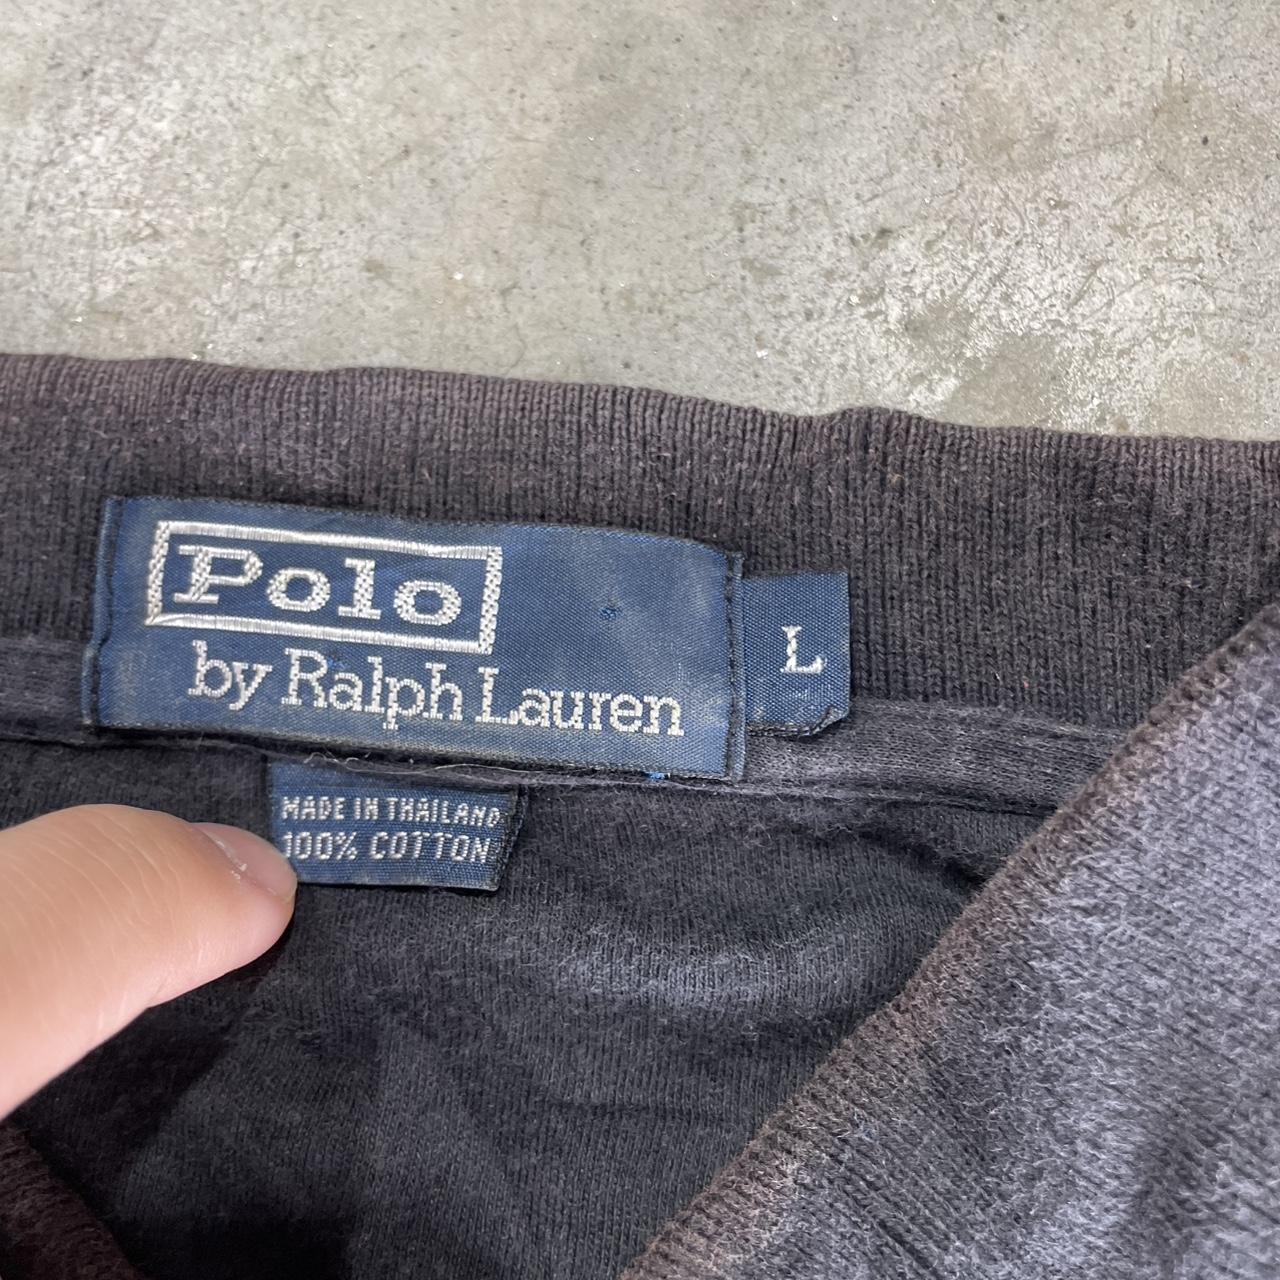 Polo
by Ralph Lauren
L
MADE IN THAILAND
100% COTTON